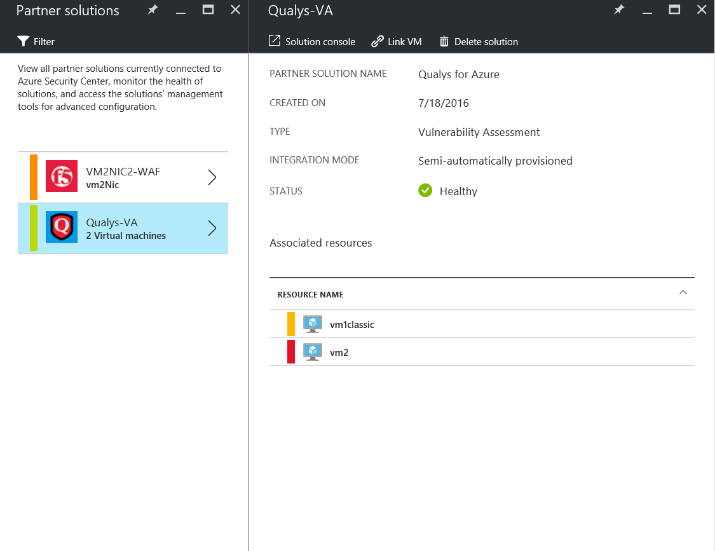 Partner solutions
Filter
View all partner solutions currently connected to
Azure Security Center, monitor the health of
solutions, and access the solutions' management
tools for advanced configuration.
VM2NIC2-WAF
vm2Nic
Qualys-VA
2 Virtual machines
Qualys-VA
Solution console Link VM Delete solution
PARTNER SOLUTION NAME Qualys for Azure
CREATED ON 7/18/2016
TYPE Vulnerability Assessment
INTEGRATION MODE Semi-automatically provisioned
STATUS Healthy
Associated resources
RESOURCE NAME
vm1classic
vm2